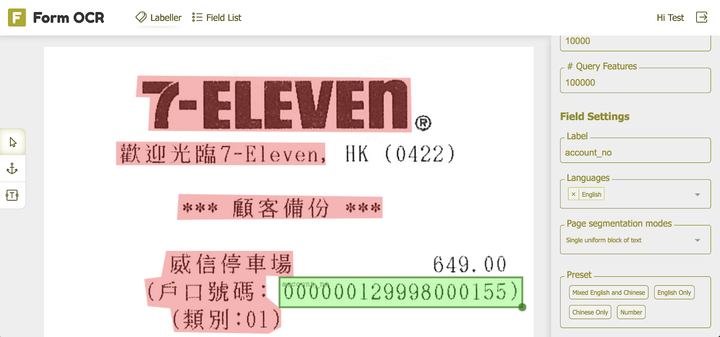 F Form OCR
Labeller
Field List
Hi Test
7-ELEVEN®
歡迎光臨7-Eleven, HK (0422)
*** 顧客備份 ***
威信停車場 649.00
(戶口號碼: 000000129998000155)
(類別:01)
10000
# Query Features
100000
Field Settings
Label
account_no
Languages
× English
Page segmentation modes
Single uniform block of text
Preset
Mixed English and Chinese
English Only
Chinese Only
Number